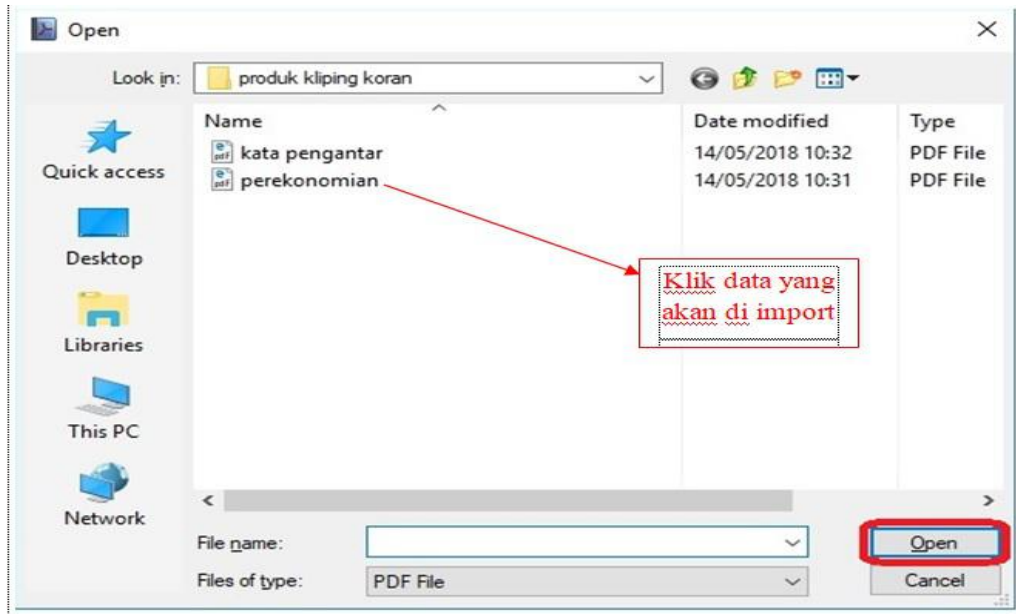 Open
Look in: produk kliping koran
Name Date modified Type
kata pengantar 14/05/2018 10:32 PDF File
perekonomian 14/05/2018 10:31 PDF File
Quick access
Desktop
Libraries
This PC
Network
Klik data yang
akan di import
File name: Open
Files of type: PDF File Cancel